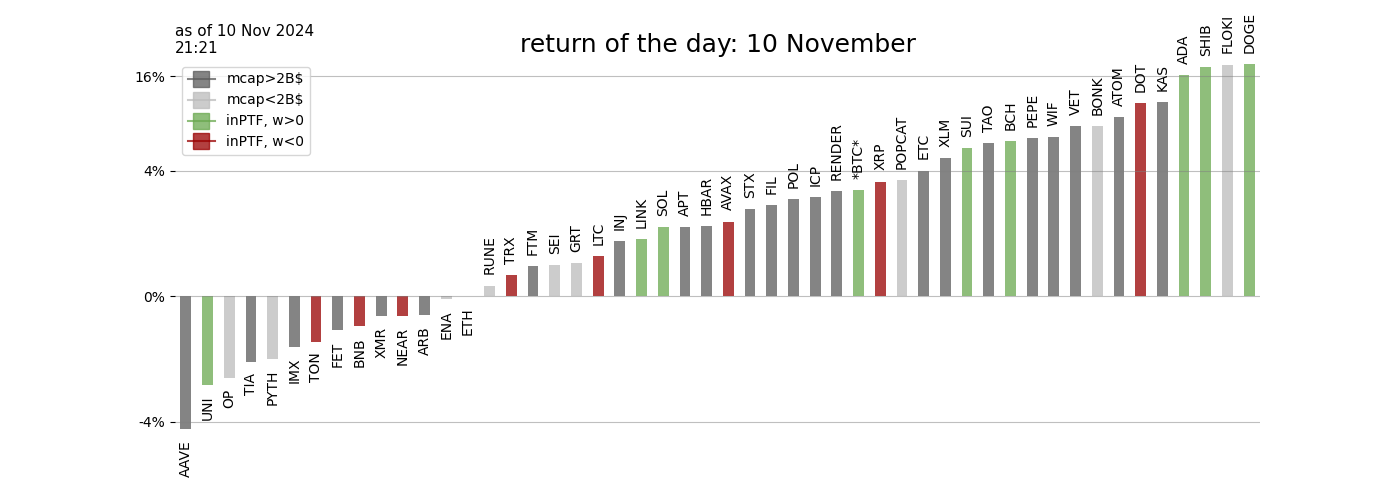 as of 10 Nov 2024
21:21
return of the day: 10 November
mcap>2B$
mcap<2B$
inPTF, w>0
inPTF, w<0
16%
4%
0%
-4%
AAVE
UNI
OP
TIA
PYTH
IMX
TON
FET
BNB
XMR
NEAR
ARB
ENA
ETH
RUNE
TRX
FTM
SEI
GRT
LTC
INJ
LINK
SOL
APT
HBAR
AVAX
STX
FIL
POL
ICP
RENDER
*BTC*
XRP
POPCAT
ETC
XLM
SUI
TAO
BCH
PEPE
WIF
VET
BONK
ATOM
DOT
KAS
ADA
SHIB
FLOKI
DOGE